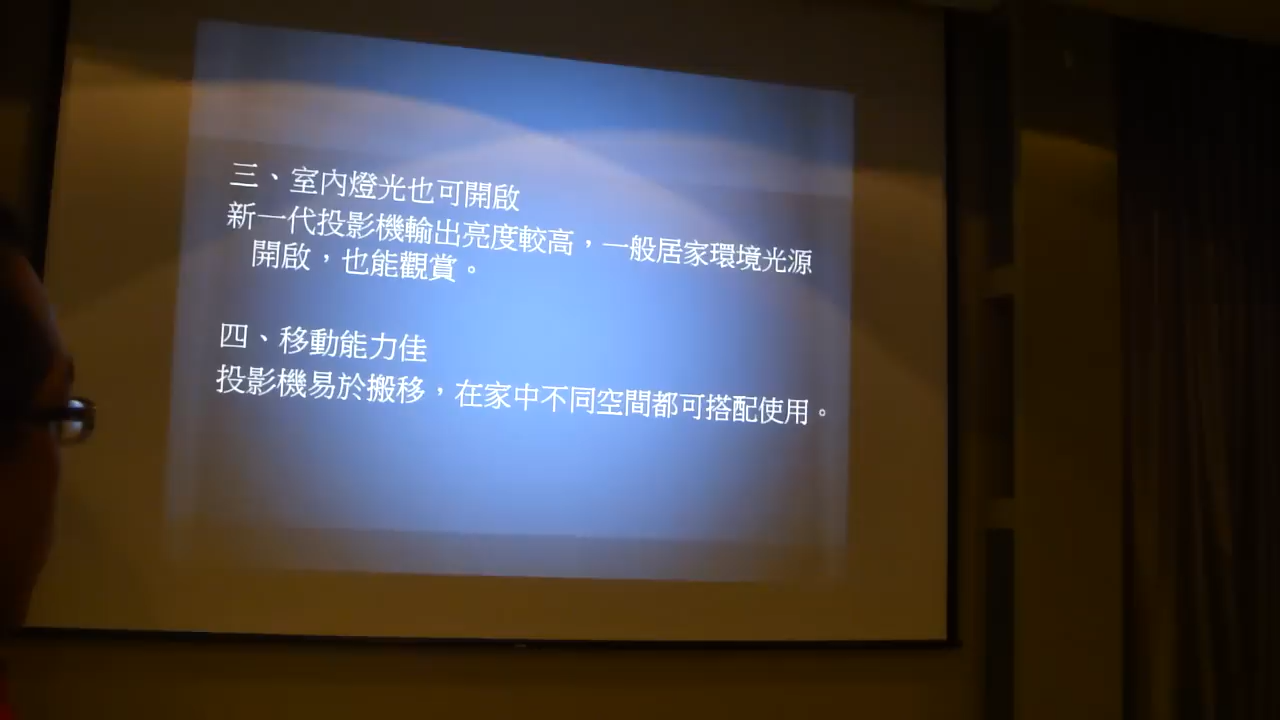 三、室內燈光也可開啟
新一代投影機輸出亮度較高，一般居家環境光源
開啟，也能觀賞。
四、移動能力佳
投影機易於搬移，在家中不同空間都可搭配使用。